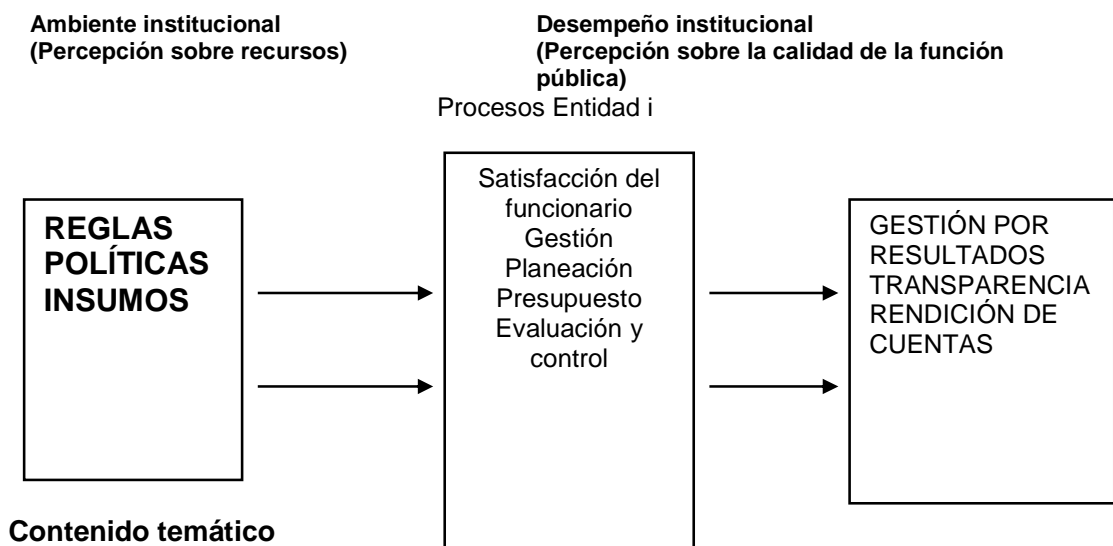 Ambiente institucional
(Percepción sobre recursos)
Desempeño institucional
(Percepción sobre la calidad de la función
pública)
Procesos Entidad i
REGLAS
POLÍTICAS
INSUMOS
Satisfacción del
funcionario
Gestión
Planeación
Presupuesto
Evaluación y
control
GESTIÓN POR
RESULTADOS
TRANSPARENCIA
RENDICIÓN DE
CUENTAS
Contenido temático